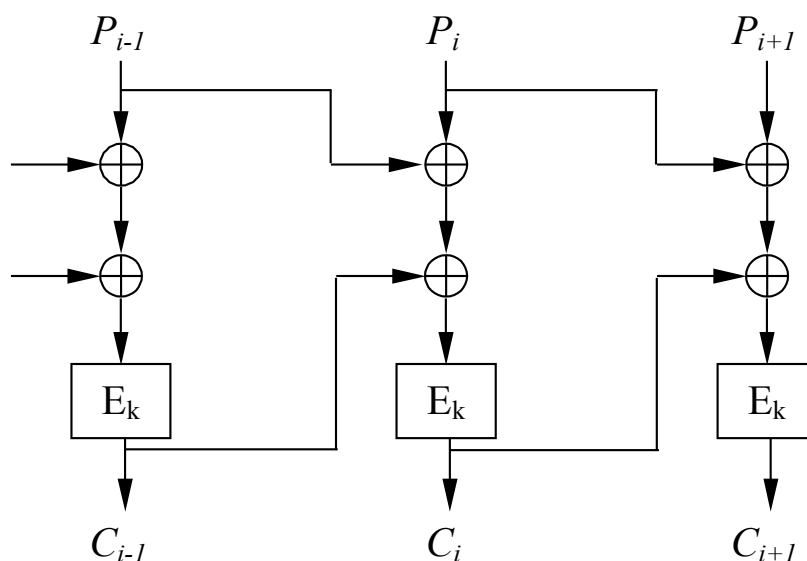 P_{i-1} P_i P_{i+1}
E_k E_k E_k
C_{i-1} C_i C_{i+1}